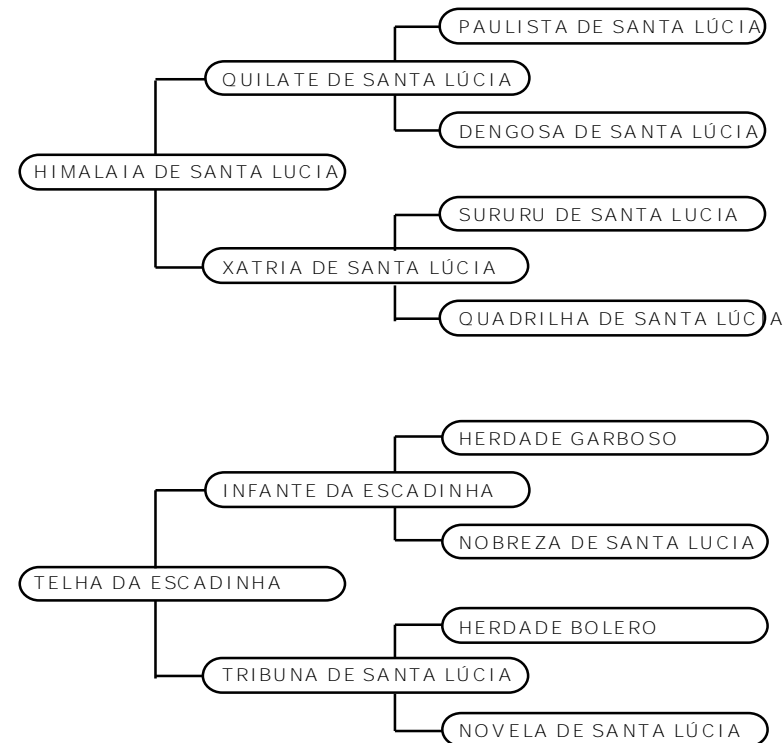 PAULISTA DE SANTA LÚCIA
QUILATE DE SANTA LÚCIA
DENGOSA DE SANTA LÚCIA
HIMALAIA DE SANTA LUCIA
SURURU DE SANTA LUCIA
XATRIA DE SANTA LÚCIA
QUADRILHA DE SANTA LÚCIA
HERDADE GARBOSO
INFANTE DA ESCADINHA
NOBREZA DE SANTA LUCIA
TELHA DA ESCADINHA
HERDADE BOLERO
TRIBUNA DE SANTA LÚCIA
NOVELA DE SANTA LÚCIA